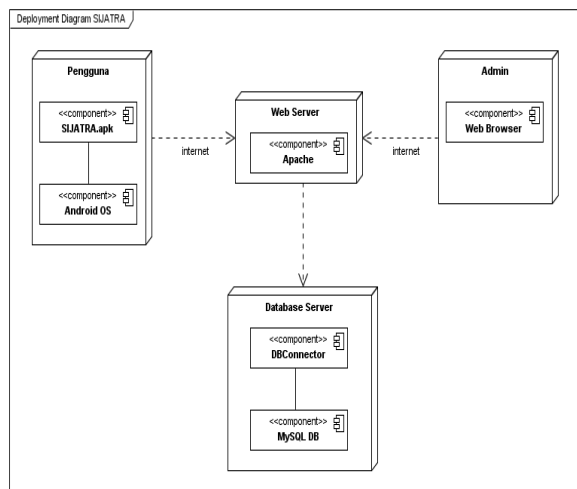 Deployment Diagram SIJATRA
Pengguna
<<component>>
SIJATRA.apk
<<component>>
Android OS
internet
Web Server
<<component>>
Apache
internet
Admin
<<component>>
Web Browser
Database Server
<<component>>
DBConnector
<<component>>
MySQL DB